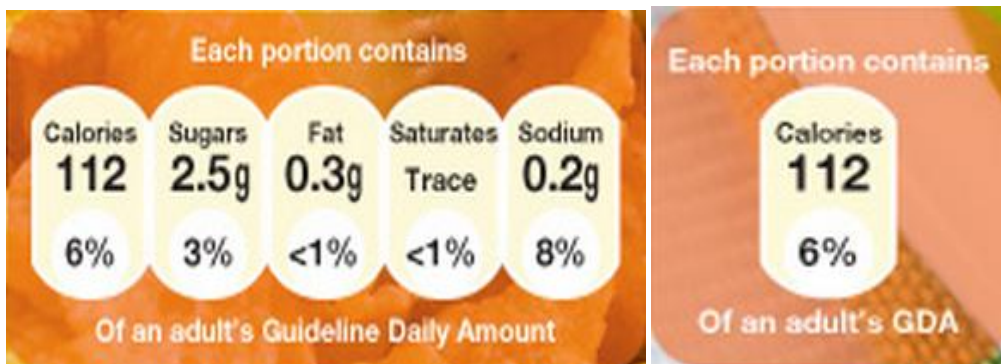 Each portion contains
Calories Sugars Fat Saturates Sodium
112 2.5g 0.3g Trace 0.2g
6% 3% <1% <1% 8%
Of an adult's Guideline Daily Amount
Each portion contains
Calories
112
6%
Of an adult's GDA